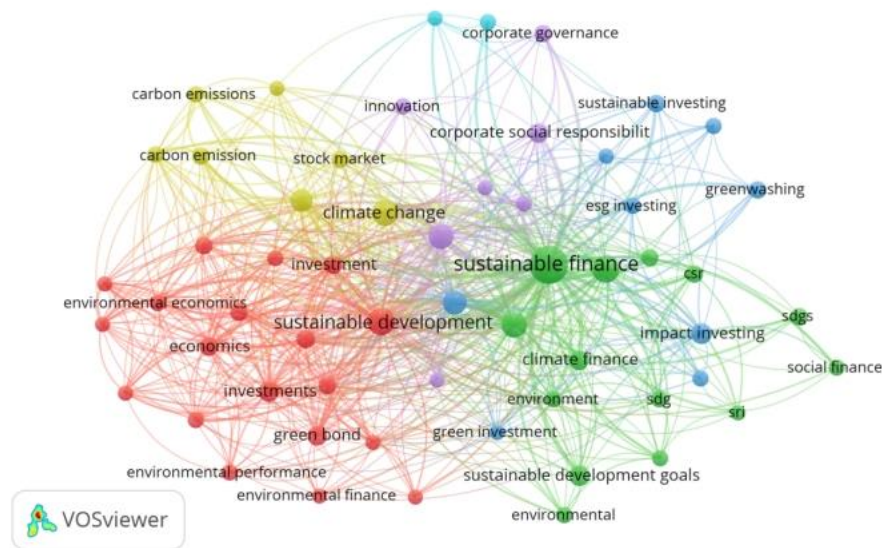 corporate governance
carbon emissions
innovation
sustainable investing
corporate social responsibilit
carbon emission
stock market
greenwashing
esg investing
climate change
sustainable finance
investment
csr
environmental economics
sustainable development
sdgs
impact investing
economics
climate finance
social finance
investments
environment
sdg
sri
green bond
green investment
environmental performance
sustainable development goals
environmental finance
environmental
VOSviewer